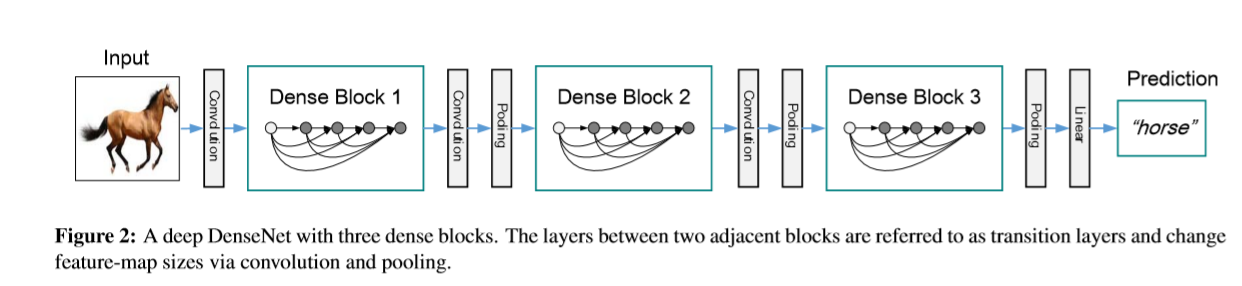 Input
Prediction
Convolution
Dense Block 1
Convolution
Pooling
Dense Block 2
Convolution
Pooling
Dense Block 3
Pooling
Linear
“horse”
Figure 2: A deep DenseNet with three dense blocks. The layers between two adjacent blocks are referred to as transition layers and change
feature-map sizes via convolution and pooling.